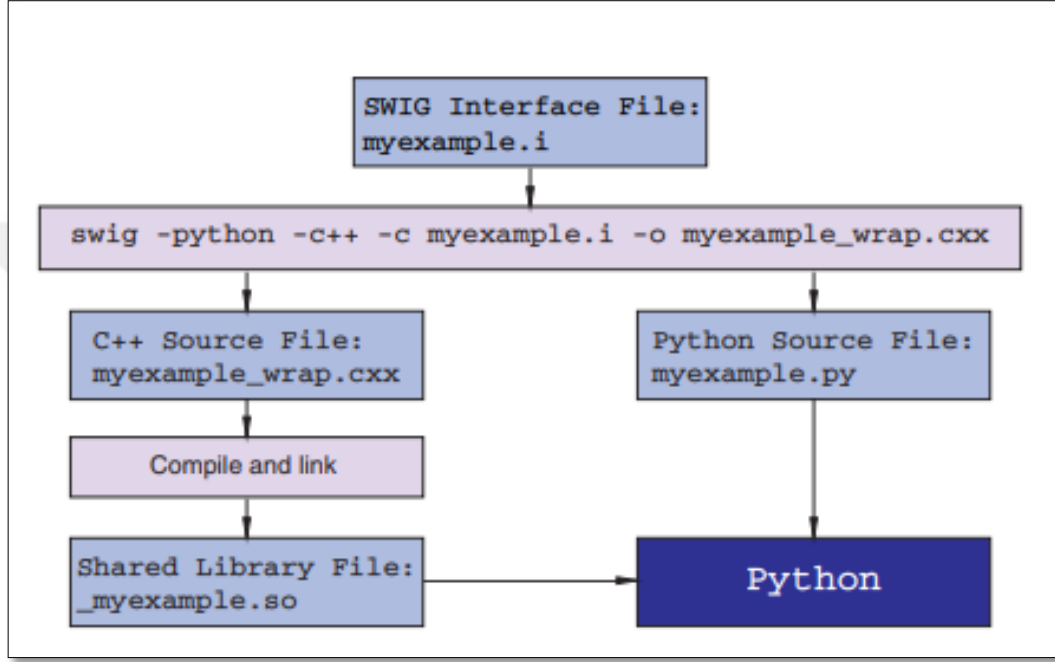 SWIG Interface File:
myexample.i
swig -python -c++ -c myexample.i -o myexample_wrap.cxx
C++ Source File:
myexample_wrap.cxx
Python Source File:
myexample.py
Compile and link
Shared Library File:
_myexample.so
Python